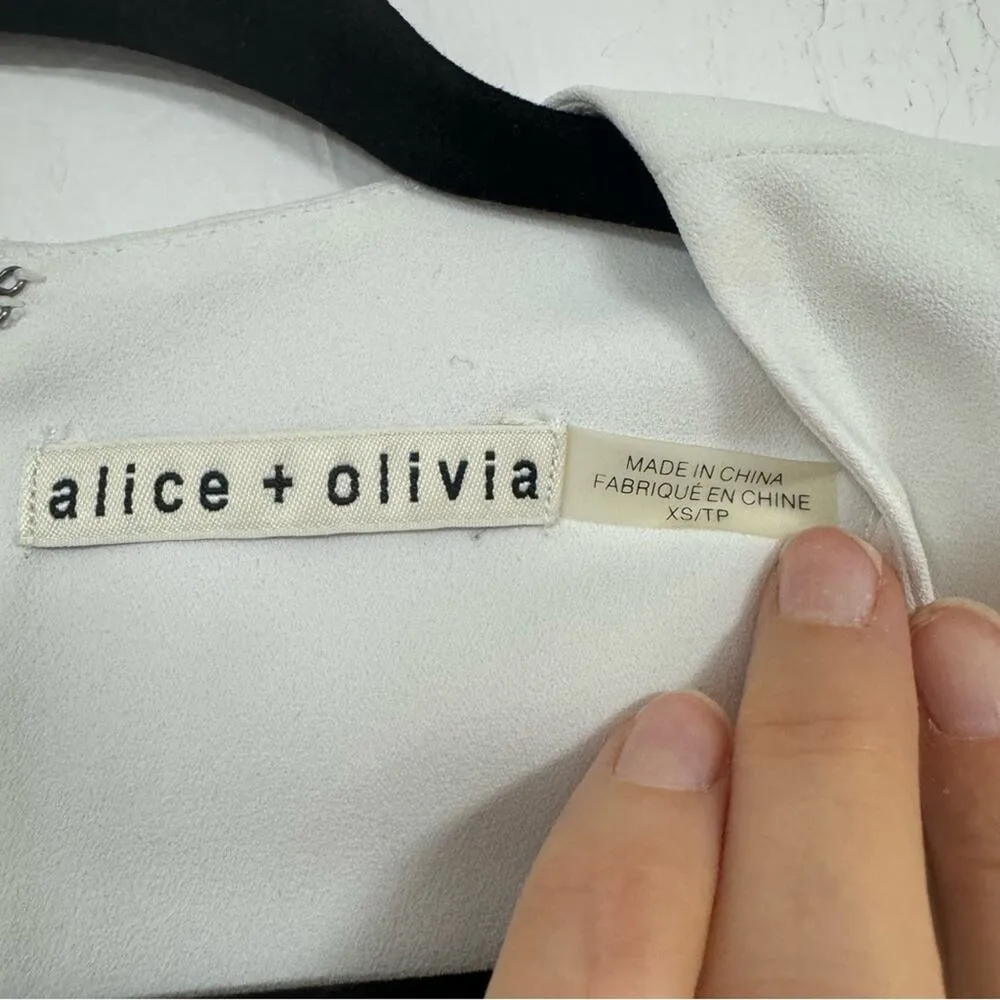 alice + olivia
MADE IN CHINA
FABRIQUÉ EN CHINE
XS/TP